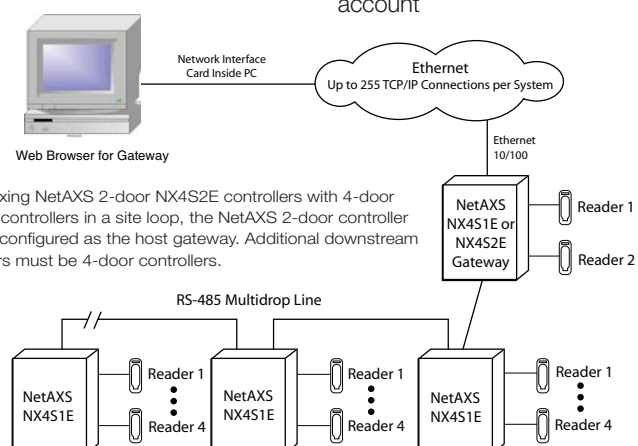 account
Network Interface
Card Inside PC
Ethernet
Up to 255 TCP/IP Connections per System
Web Browser for Gateway
Ethernet
10/100
xing NetAXS 2-door NX4S2E controllers with 4-door
controllers in a site loop, the NetAXS 2-door controller
configured as the host gateway. Additional downstream
rs must be 4-door controllers.
NetAXS
NX4S1E or
NX4S2E
Gateway
Reader 1
Reader 2
RS-485 Multidrop Line
NetAXS
NX4S1E
Reader 1
Reader 4
NetAXS
NX4S1E
Reader 1
Reader 4
NetAXS
NX4S1E
Reader 1
Reader 4